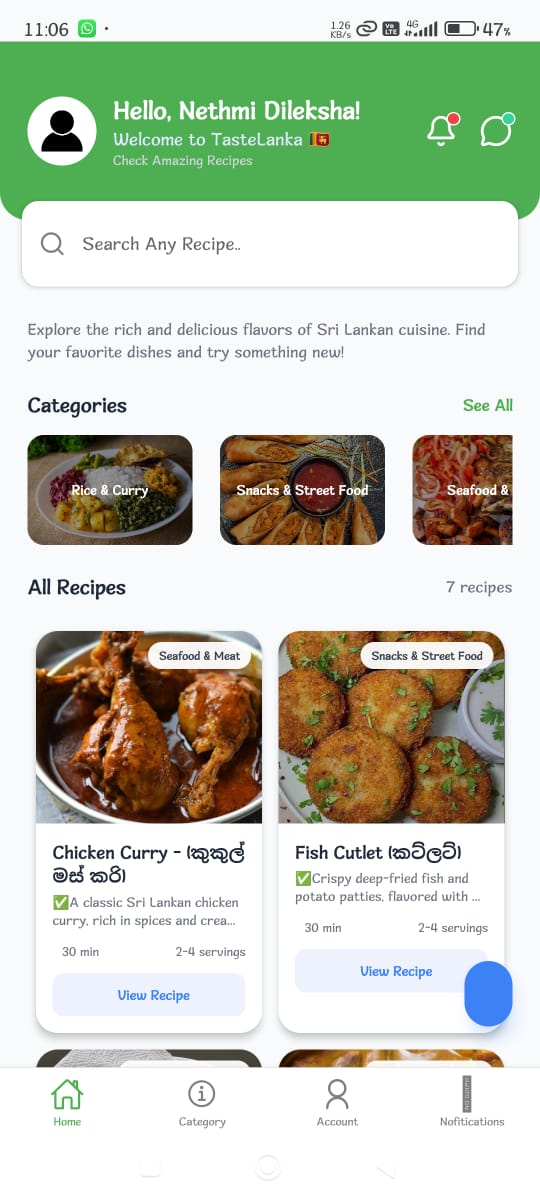 11:06
1.26 KB/s
Vo LTE
4G
47%
Hello, Nethmi Dileksha!
Welcome to TasteLanka 🇱🇰
Check Amazing Recipes
Search Any Recipe..
Explore the rich and delicious flavors of Sri Lankan cuisine. Find
your favorite dishes and try something new!
Categories
See All
Rice & Curry
Snacks & Street Food
Seafood &
All Recipes
7 recipes
Seafood & Meat
Chicken Curry - (කුකුල්
මස් කරි)
✅A classic Sri Lankan chicken
curry, rich in spices and crea...
30 min
2-4 servings
View Recipe
Snacks & Street Food
Fish Cutlet (කට්ලට්)
✅Crispy deep-fried fish and
potato patties, flavored with ...
30 min
2-4 servings
View Recipe
Home
Category
Account
Nofitications